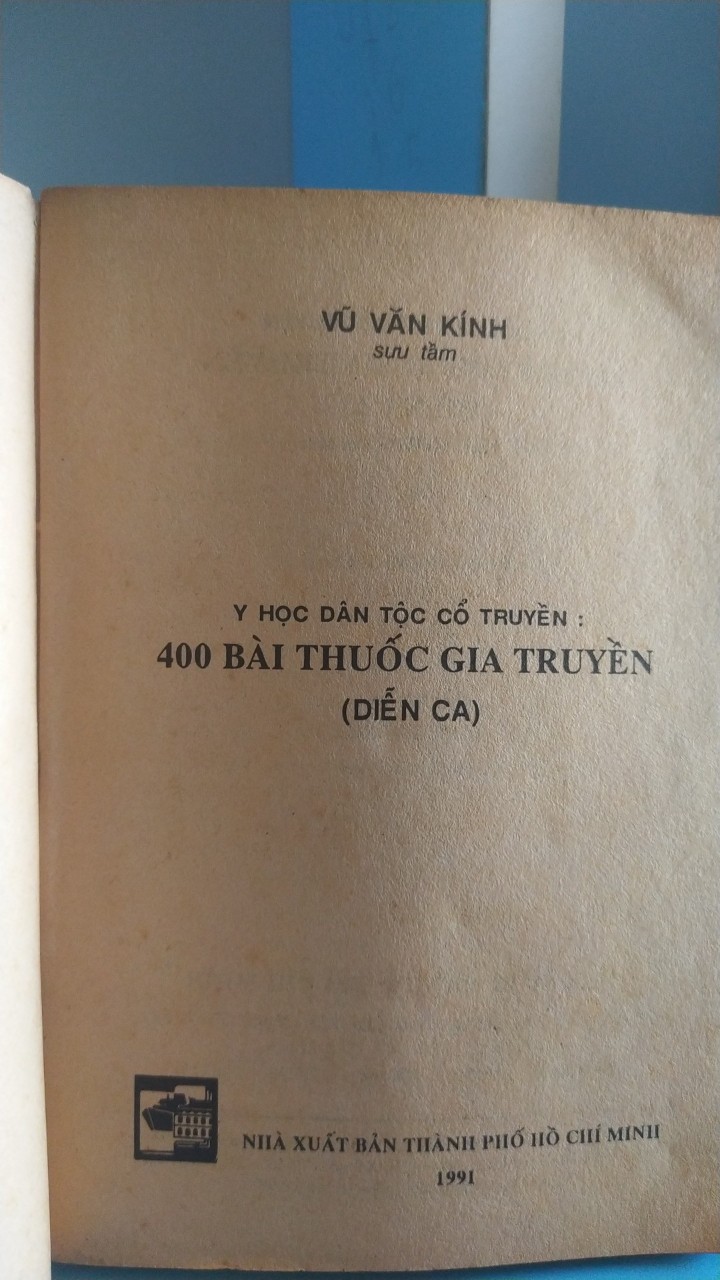 VŨ VĂN KÍNH
sưu tầm
Y HỌC DÂN TỘC CỔ TRUYỀN :
400 BÀI THUỐC GIA TRUYỀN
(DIỄN CA)
NHÀ XUẤT BẢN THÀNH PHỐ HỒ CHÍ MINH
1991